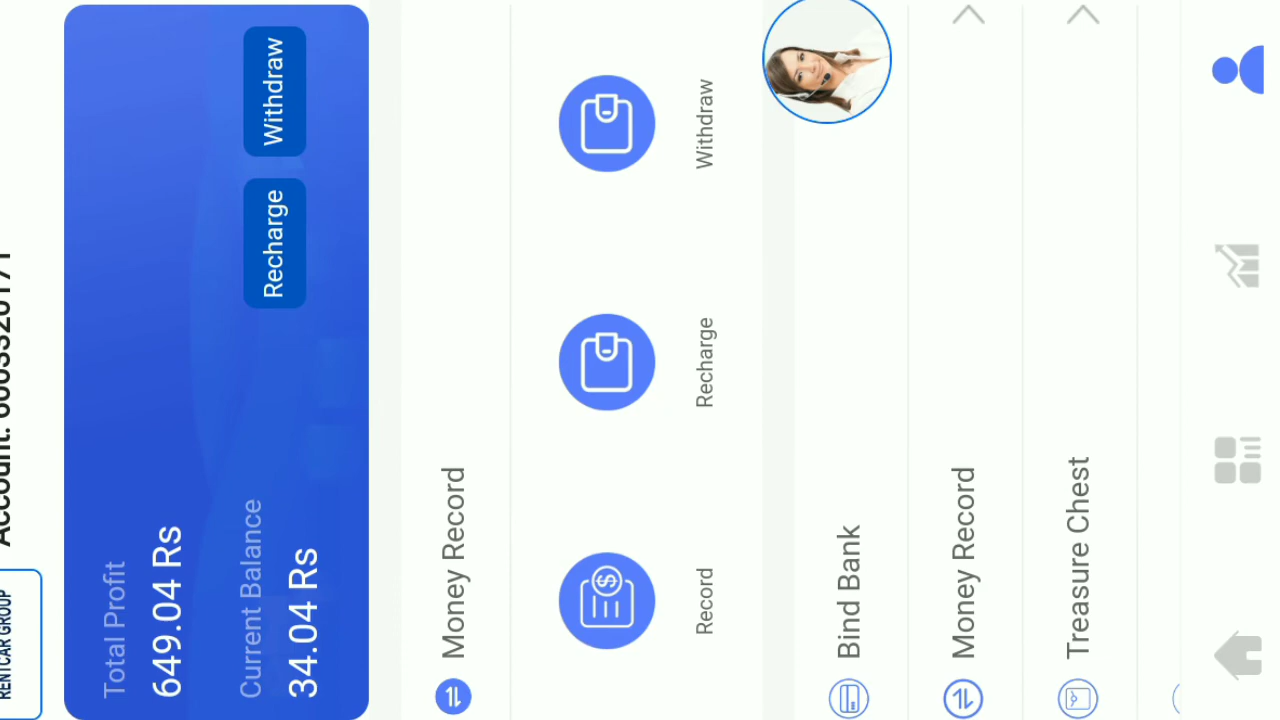 RENTCAR GROUP
Account:
Total Profit
649.04 Rs
Current Balance
34.04 Rs
Recharge
Withdraw
Money Record
Record
Recharge
Withdraw
Bind Bank
Money Record
Treasure Chest